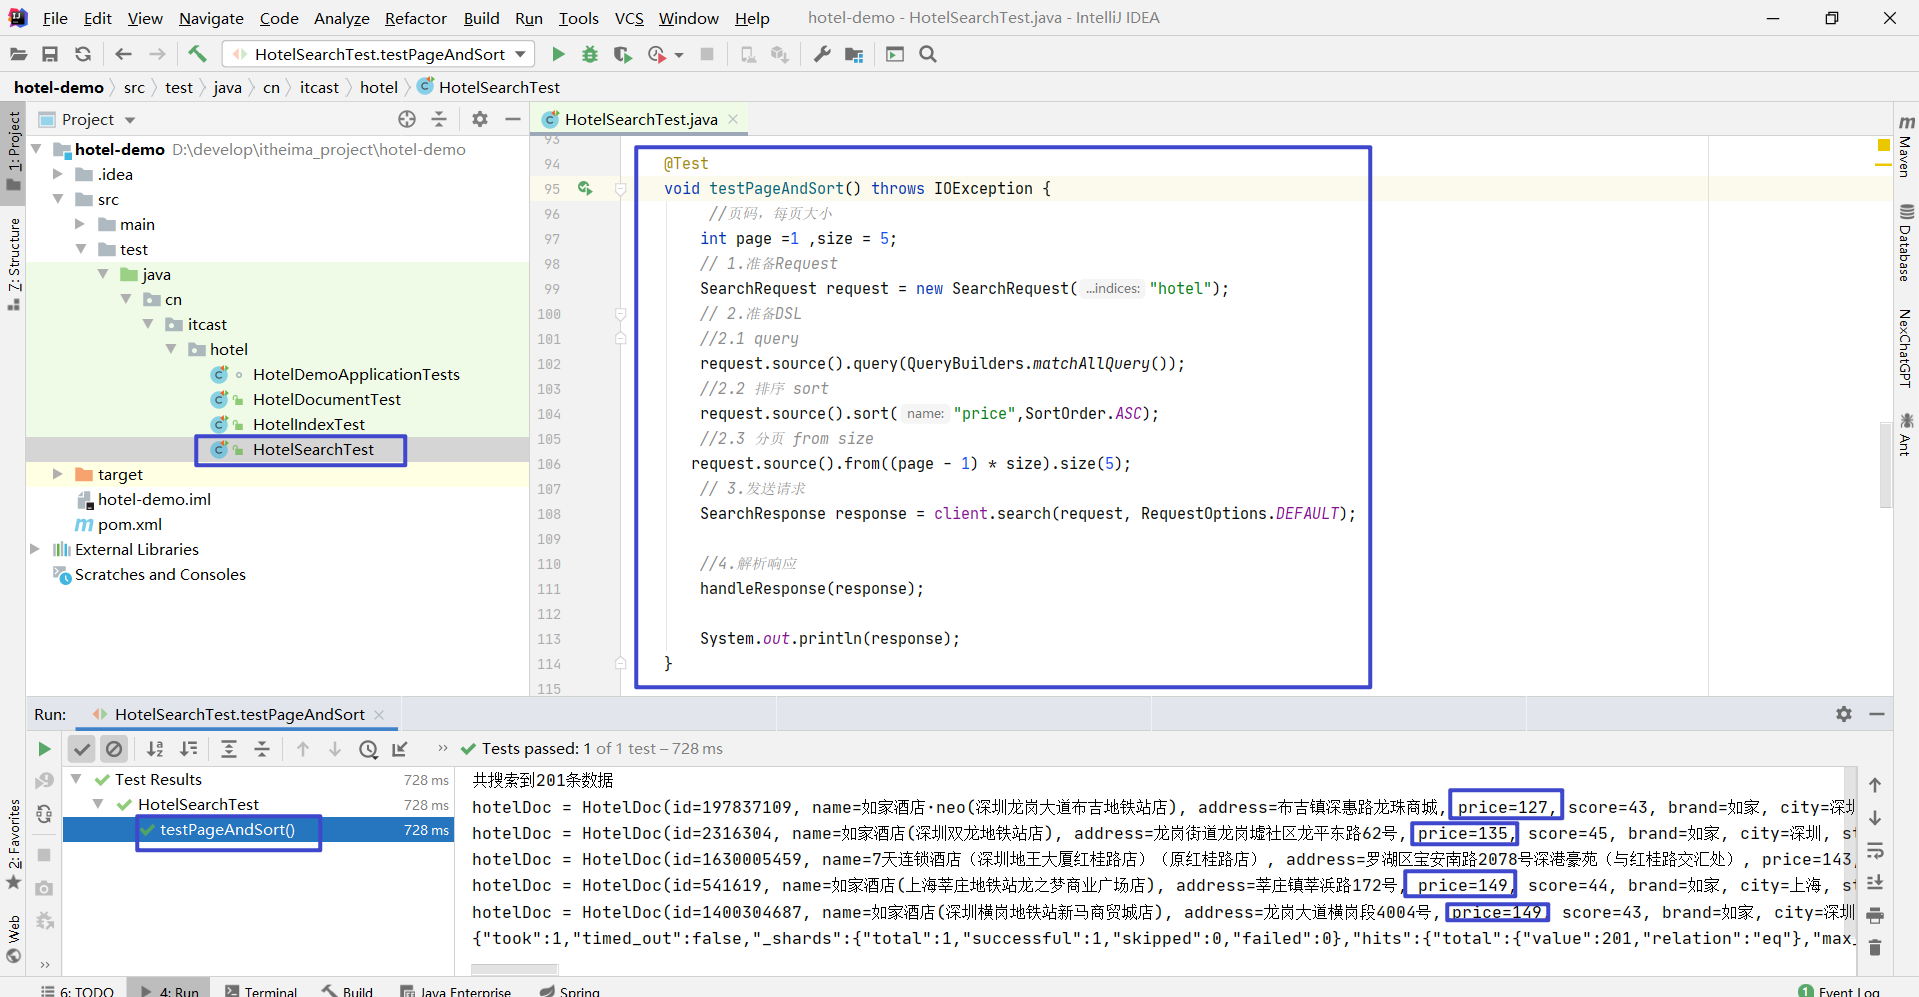 File Edit View Navigate Code Analyze Refactor Build Run Tools VCS Window Help hotel-demo - HotelSearchTest.java - IntelliJ IDEA
HotelSearchTest.testPageAndSort
hotel-demo src test java cn itcast hotel HotelSearchTest
Project
HotelSearchTest.java
hotel-demo D:\develop\itheima_project\hotel-demo
.idea
src
main
test
java
cn
itcast
hotel
HotelDemoApplicationTests
HotelDocumentTest
HotelIndexTest
HotelSearchTest
target
hotel-demo.iml
pom.xml
External Libraries
Scratches and Consoles
1: Project
7: Structure
2: Favorites
Web
Maven
Database
NexChatGPT
Ant
93
94 @Test
95 void testPageAndSort() throws IOException {
96 //页码，每页大小
97 int page =1 ,size = 5;
98 // 1.准备Request
99 SearchRequest request = new SearchRequest( ...indices: "hotel");
100 // 2.准备DSL
101 //2.1 query
102 request.source().query(QueryBuilders.matchAllQuery());
103 //2.2 排序 sort
104 request.source().sort( name: "price",SortOrder.ASC);
105 //2.3 分页 from size
106 request.source().from((page - 1) * size).size(5);
107 // 3.发送请求
108 SearchResponse response = client.search(request, RequestOptions.DEFAULT);
109
110 //4.解析响应
111 handleResponse(response);
112
113 System.out.println(response);
114 }
115
Run: HotelSearchTest.testPageAndSort
Tests passed: 1 of 1 test – 728 ms
Test Results 728 ms
HotelSearchTest 728 ms
testPageAndSort() 728 ms
共搜索到201条数据
hotelDoc = HotelDoc(id=197837109, name=如家酒店·neo(深圳龙岗大道布吉地铁站店), address=布吉镇深惠路龙珠商城, price=127, score=43, brand=如家, city=深圳
hotelDoc = HotelDoc(id=2316304, name=如家酒店(深圳双龙地铁站店), address=龙岗街道龙岗墟社区龙平东路62号, price=135, score=45, brand=如家, city=深圳, st
hotelDoc = HotelDoc(id=1630005459, name=7天连锁酒店（深圳地王大厦红桂路店）（原红桂路店）, address=罗湖区宝安南路2078号深港豪苑（与红桂路交汇处）, price=143,
hotelDoc = HotelDoc(id=541619, name=如家酒店(上海莘庄地铁站龙之梦商业广场店), address=莘庄镇莘浜路172号, price=149, score=44, brand=如家, city=上海, st
hotelDoc = HotelDoc(id=1400304687, name=如家酒店(深圳横岗地铁站新马商贸城店), address=龙岗大道横岗段4004号, price=149 score=43, brand=如家, city=深圳
{"took":1,"timed_out":false,"_shards":{"total":1,"successful":1,"skipped":0,"failed":0},"hits":{"total":{"value":201,"relation":"eq"},"max_
6: TODO 4: Run Terminal Build Java Enterprise Spring 1 Event Log